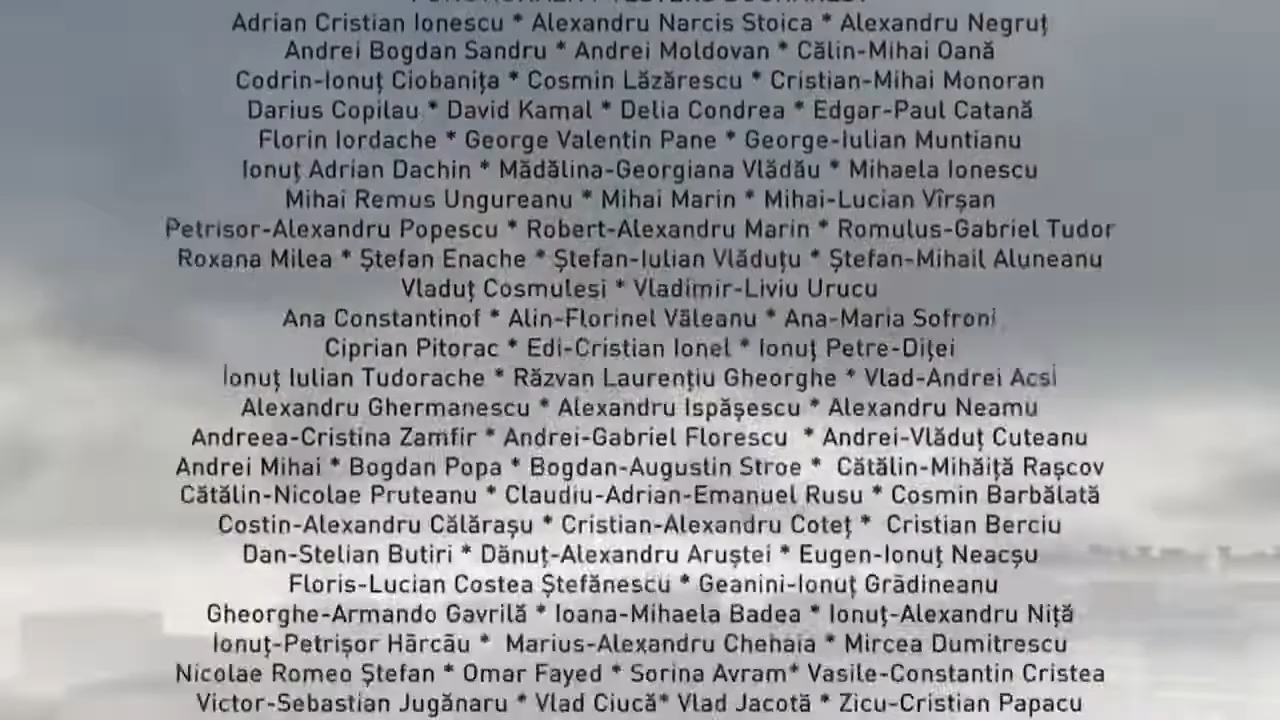 Adrian Cristian Ionescu * Alexandru Narcis Stoica * Alexandru Negruț
Andrei Bogdan Sandru * Andrei Moldovan * Călin-Mihai Oană
Codrin-Ionuț Ciobanița * Cosmin Lăzărescu * Cristian-Mihai Monoran
Darius Copilau * David Kamal * Delia Condrea * Edgar-Paul Catană
Florin Iordache * George Valentin Pane * George-Iulian Muntianu
Ionuț Adrian Dachin * Mădălina-Georgiana Vlădău * Mihaela Ionescu
Mihai Remus Ungureanu * Mihai Marin * Mihai-Lucian Vîrșan
Petrisor-Alexandru Popescu * Robert-Alexandru Marin * Romulus-Gabriel Tudor
Roxana Milea * Ștefan Enache * Ștefan-Iulian Vlăduțu * Ștefan-Mihail Aluneanu
Vladuț Cosmulesi * Vladimir-Liviu Urucu
Ana Constantinof * Alin-Florinel Văleanu * Ana-Maria Sofroni
Ciprian Pitorac * Edi-Cristian Ionel * Ionuț Petre-Diței
Ionuț Iulian Tudorache * Răzvan Laurențiu Gheorghe * Vlad-Andrei Acsi
Alexandru Ghermanescu * Alexandru Ispășescu * Alexandru Neamu
Andreea-Cristina Zamfir * Andrei-Gabriel Florescu * Andrei-Vlăduț Cuteanu
Andrei Mihai * Bogdan Popa * Bogdan-Augustin Stroe * Cătălin-Mihăiță Rașcov
Cătălin-Nicolae Pruteanu * Claudiu-Adrian-Emanuel Rusu * Cosmin Barbălată
Costin-Alexandru Călărașu * Cristian-Alexandru Coteț * Cristian Berciu
Dan-Stelian Butiri * Dănuț-Alexandru Aruștei * Eugen-Ionuț Neacșu
Floris-Lucian Costea Ștefănescu * Geanini-Ionuț Grădineanu
Gheorghe-Armando Gavrilă * Ioana-Mihaela Badea * Ionuț-Alexandru Niță
Ionuț-Petrișor Hârcău * Marius-Alexandru Chehaia * Mircea Dumitrescu
Nicolae Romeo Ștefan * Omar Fayed * Sorina Avram* Vasile-Constantin Cristea
Victor-Sebastian Jugănaru * Vlad Ciucă* Vlad Jacotă * Zicu-Cristian Papacu